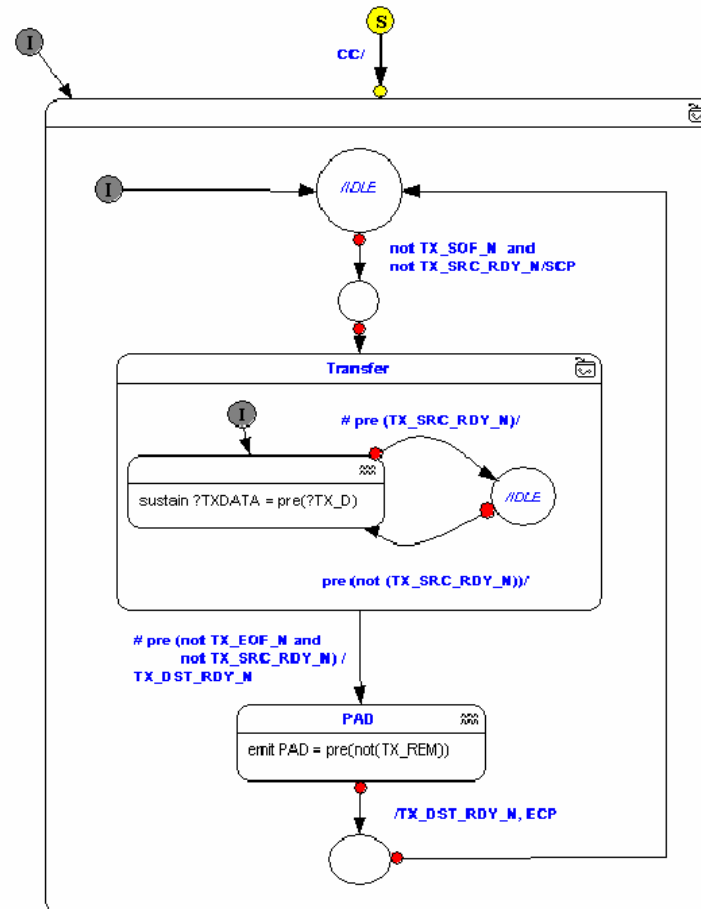 S
I
CC/
I
/IDLE
not TX_SOF_N and
not TX_SRC_RDY_N/SCP
Transfer
I
# pre (TX_SRC_RDY_N)/
sustain ?TXDATA = pre(?TX_D)
/IDLE
pre (not (TX_SRC_RDY_N))/
# pre (not TX_EOF_N and
not TX_SRC_RDY_N) /
TX_DST_RDY_N
PAD
emit PAD = pre(not(TX_REM))
/TX_DST_RDY_N, ECP